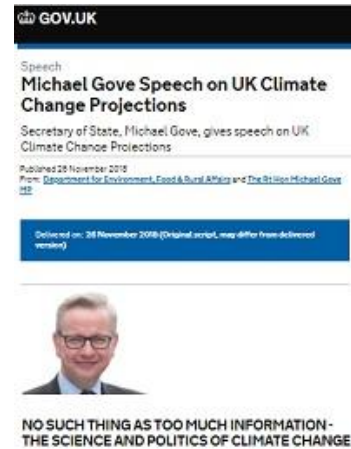 GOV.UK
Speech
Michael Gove Speech on UK Climate
Change Projections
Secretary of State, Michael Gove, gives speech on UK
Climate Change Projections
Published 26 November 2018
From: Department for Environment, Food & Rural Affairs and The Rt Hon Michael Gove
MP
Delivered on: 26 November 2018 (Original script, may differ from delivered
version)
NO SUCH THING AS TOO MUCH INFORMATION -
THE SCIENCE AND POLITICS OF CLIMATE CHANGE